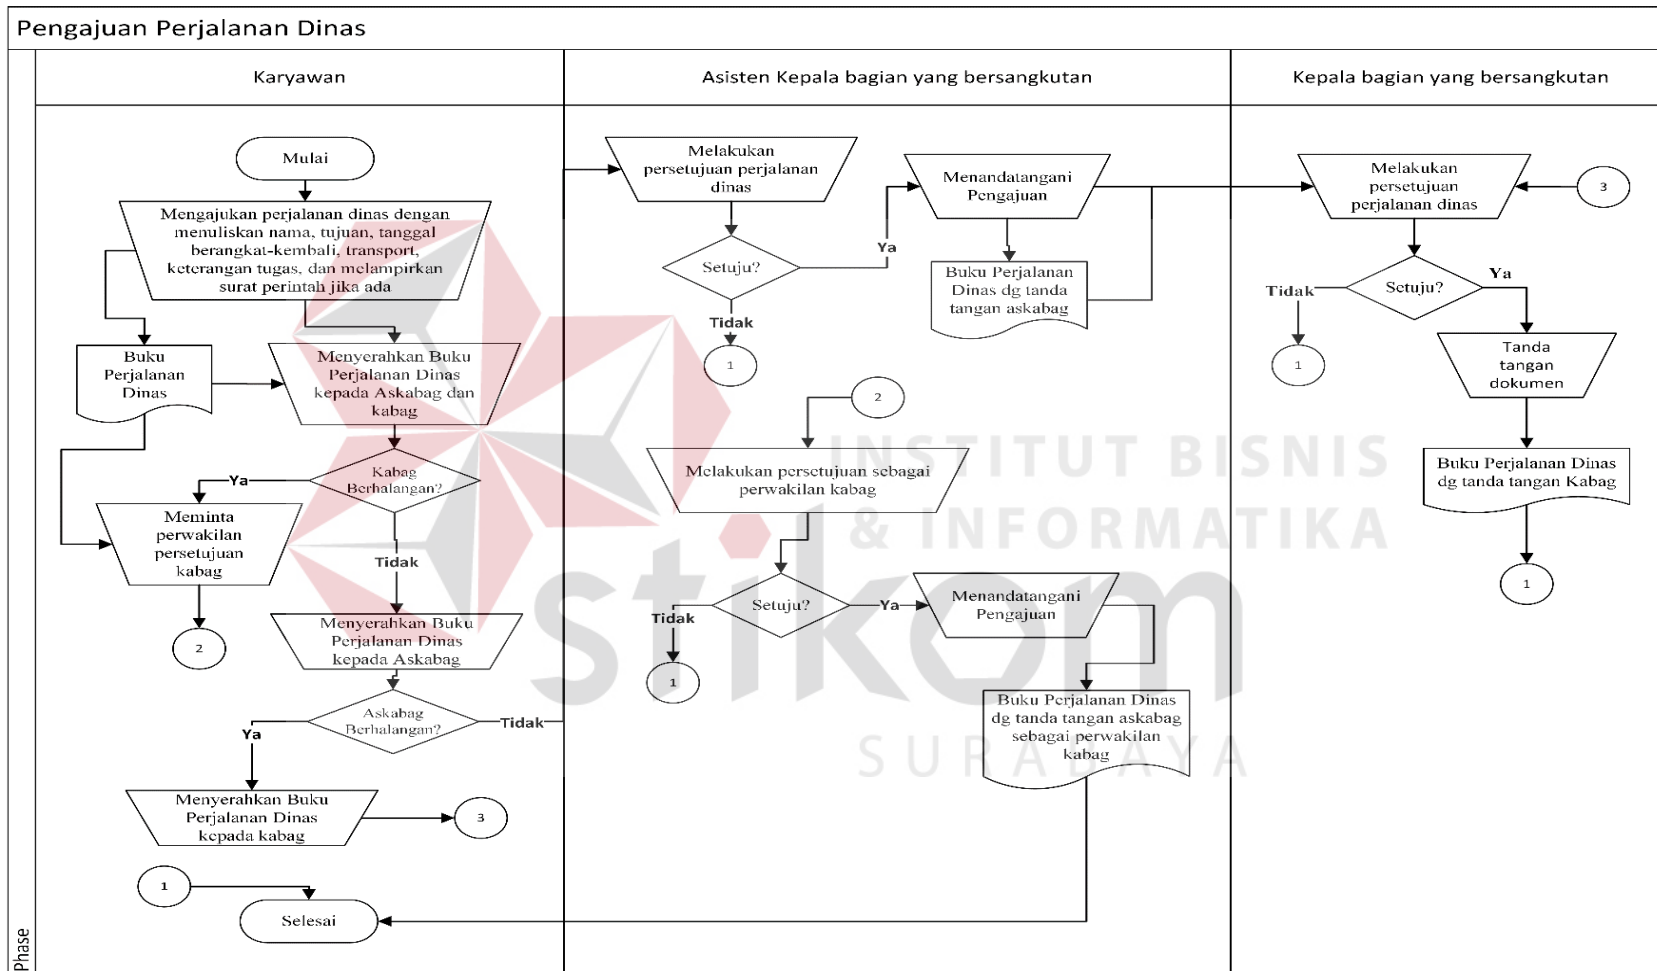 Pengajuan Perjalanan Dinas
Karyawan
Asisten Kepala bagian yang bersangkutan
Kepala bagian yang bersangkutan
Phase
Mulai
Mengajukan perjalanan dinas dengan
menuliskan nama, tujuan, tanggal
berangkat-kembali, transport,
keterangan tugas, dan melampirkan
surat perintah jika ada
Buku
Perjalanan
Dinas
Menyerahkan Buku
Perjalanan Dinas
kepada Askabag dan
kabag
Kabag
Berhalangan?
Ya
Tidak
Meminta
perwakilan
persetujuan
kabag
2
Menyerahkan Buku
Perjalanan Dinas
kepada Askabag
Askabag
Berhalangan?
Tidak
Ya
Menyerahkan Buku
Perjalanan Dinas
kepada kabag
3
1
Selesai
Melakukan
persetujuan perjalanan
dinas
Setuju?
Ya
Tidak
1
Menandatangani
Pengajuan
Buku Perjalanan
Dinas dg tanda
tangan askabag
2
Melakukan persetujuan sebagai
perwakilan kabag
Setuju?
Tidak
1
Ya
Menandatangani
Pengajuan
Buku Perjalanan Dinas
dg tanda tangan askabag
sebagai perwakilan
kabag
Melakukan
persetujuan
perjalanan dinas
3
Setuju?
Tidak
1
Ya
Tanda
tangan
dokumen
Buku Perjalanan Dinas
dg tanda tangan Kabag
1
INSTITUT BISNIS
& INFORMATIKA
stikom
SURABAYA